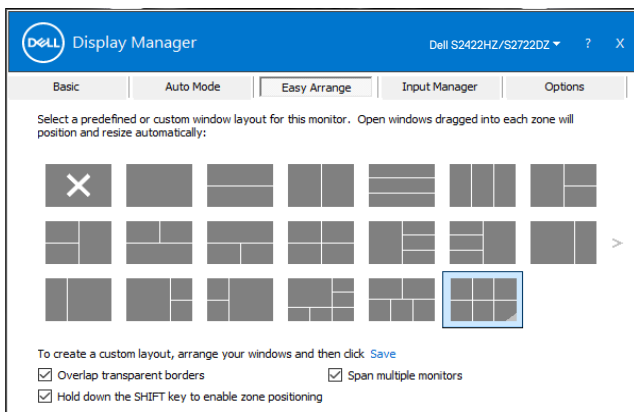 DELL Display Manager Dell S2422HZ/S2722DZ ? X
Basic Auto Mode Easy Arrange Input Manager Options
Select a predefined or custom window layout for this monitor. Open windows dragged into each zone will
position and resize automatically:
>
To create a custom layout, arrange your windows and then click Save
Overlap transparent borders Span multiple monitors
Hold down the SHIFT key to enable zone positioning